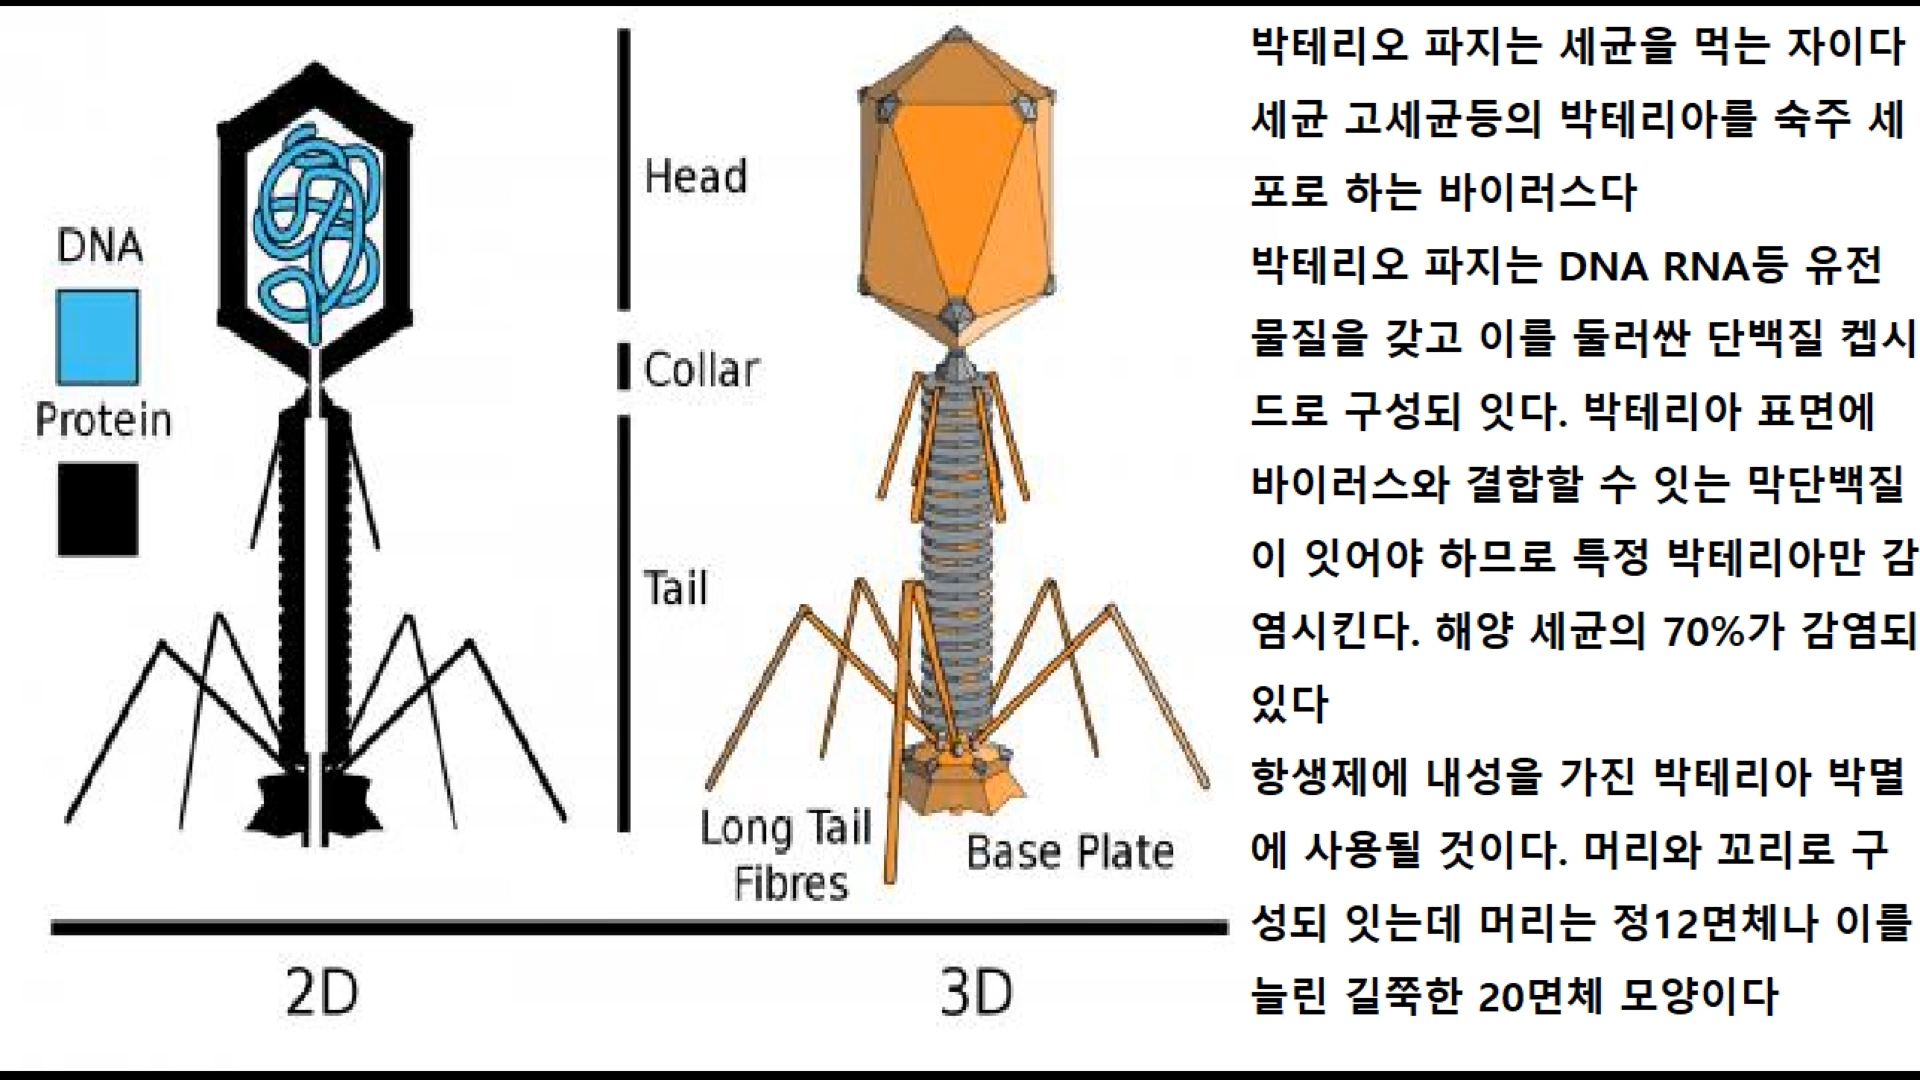 DNA
Protein
Head
Collar
Tail
Long Tail
Fibres
Base Plate
2D
3D
박테리오 파지는 세균을 먹는 자이다
세균 고세균등의 박테리아를 숙주 세
포로 하는 바이러스다
박테리오 파지는 DNA RNA등 유전
물질을 갖고 이를 둘러싼 단백질 켑시
드로 구성되 잇다. 박테리아 표면에
바이러스와 결합할 수 잇는 막단백질
이 잇어야 하므로 특정 박테리아만 감
염시킨다. 해양 세균의 70%가 감염되
있다
항생제에 내성을 가진 박테리아 박멸
에 사용될 것이다. 머리와 꼬리로 구
성되 잇는데 머리는 정12면체나 이를
늘린 길쭉한 20면체 모양이다